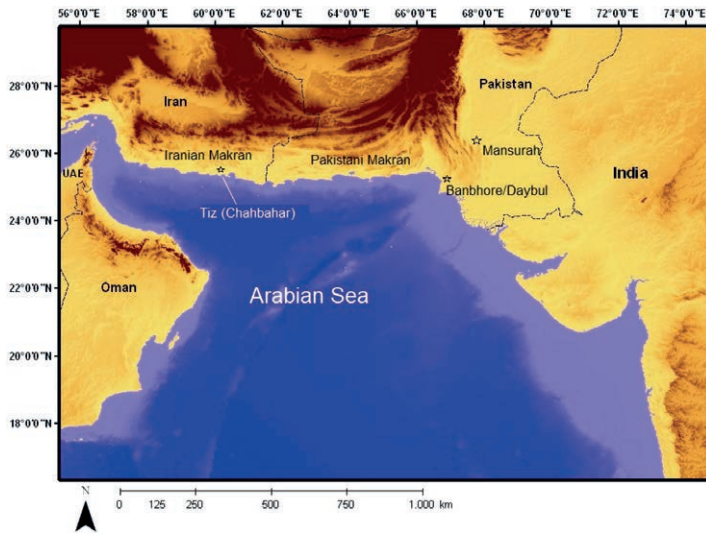 56°0'0"E 60°0'0"E 62°0'0"E 64°0'0"E 66°0'0"E 68°0'0"E 70°0'0"E 72°0'0"E 74°0'0"E
28°0'0"N
26°0'0"N
24°0'0"N
22°0'0"N
20°0'0"N
18°0'0"N
Iran
Pakistan
Mansurah
Iranian Makran
Pakistani Makran
UAE
India
Banbhore/Daybul
Tiz (Chahbahar)
Oman
Arabian Sea
N
0 125 250 500 750 1.000 km